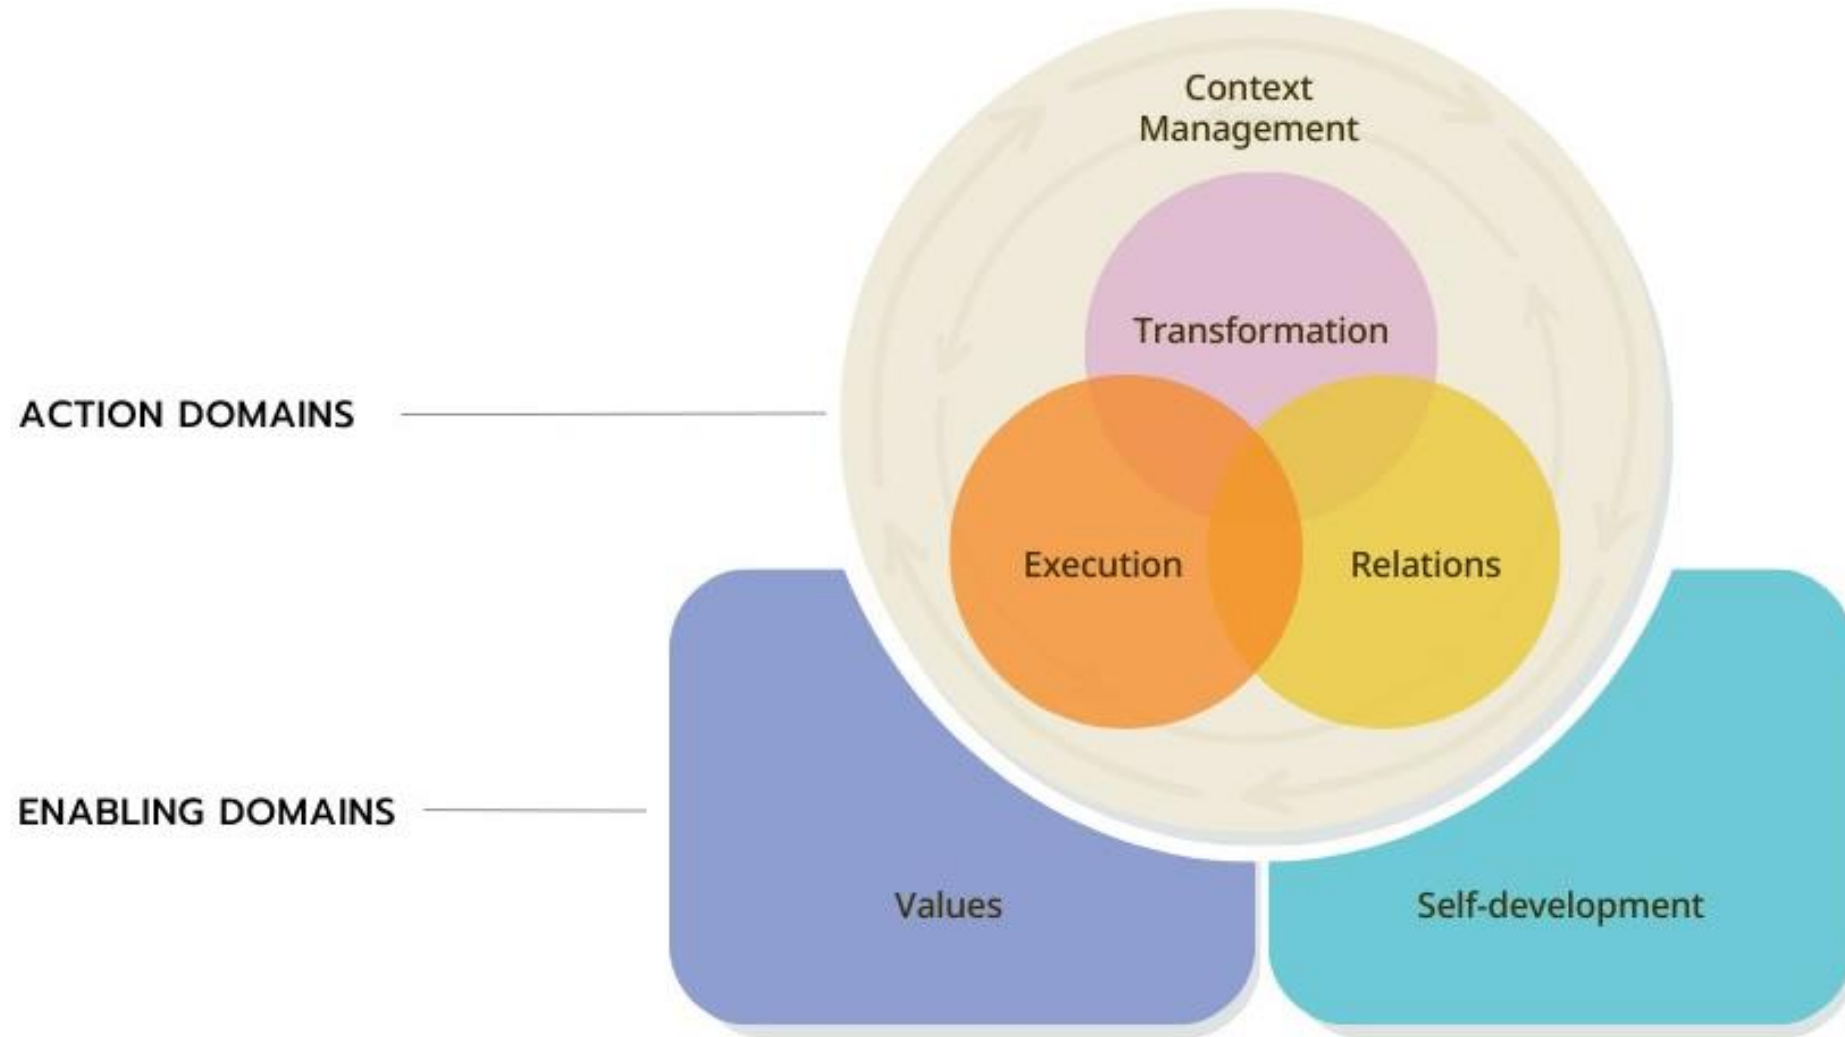 Context
Management
Transformation
ACTION DOMAINS
Execution
Relations
ENABLING DOMAINS
Values
Self-development